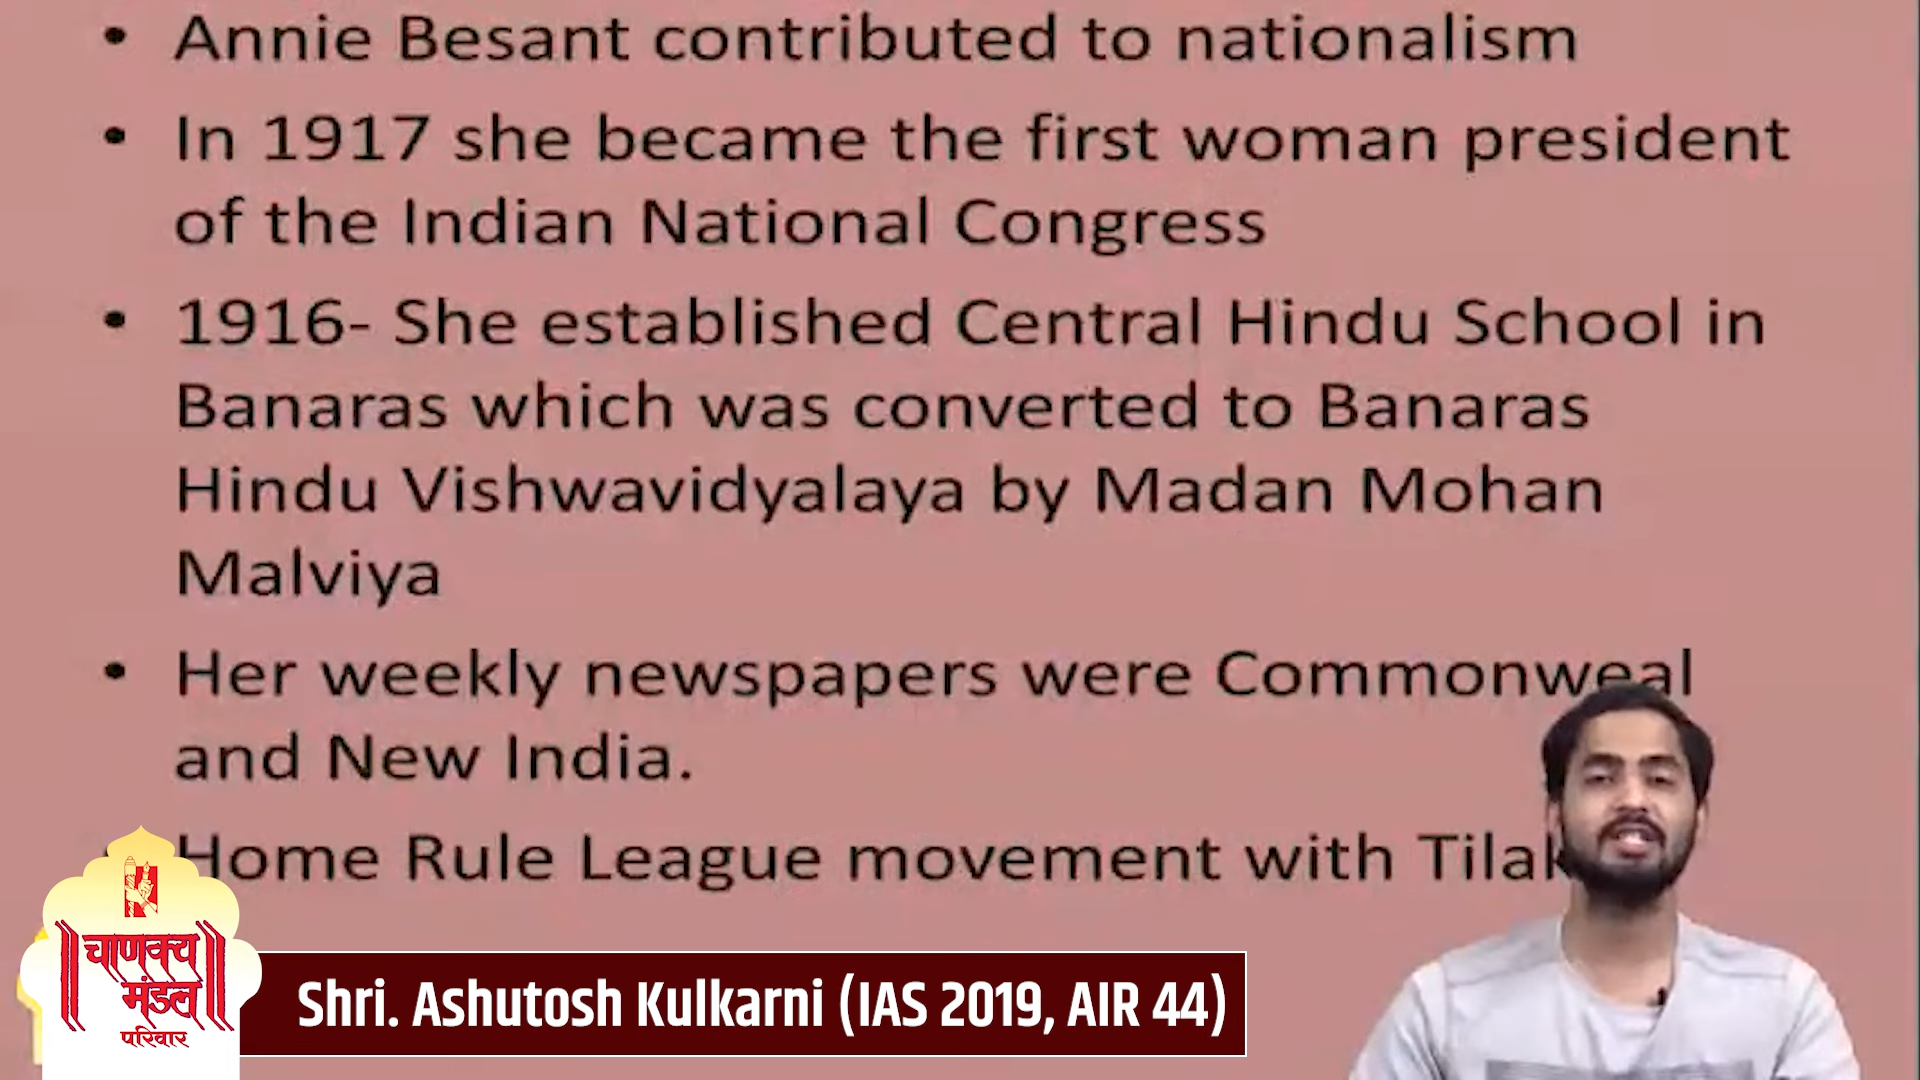 • Annie Besant contributed to nationalism
• In 1917 she became the first woman president
of the Indian National Congress
• 1916- She established Central Hindu School in
Banaras which was converted to Banaras
Hindu Vishwavidyalaya by Madan Mohan
Malviya
• Her weekly newspapers were Commonweal
and New India.
Home Rule League movement with Tilak
॥ चाणक्य
मंडल ॥
परिवार
Shri. Ashutosh Kulkarni (IAS 2019, AIR 44)